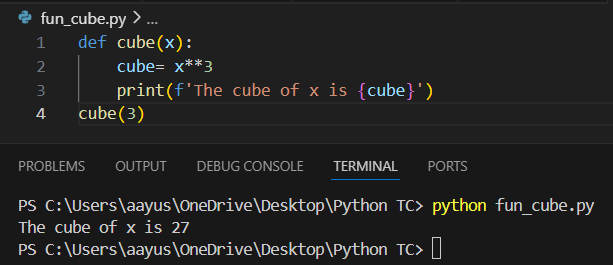 fun_cube.py > ...
1 def cube(x):
2     cube= x**3
3     print(f'The cube of x is {cube}')
4 cube(3)
PROBLEMS OUTPUT DEBUG CONSOLE TERMINAL PORTS
PS C:\Users\aayus\OneDrive\Desktop\Python TC> python fun_cube.py
The cube of x is 27
PS C:\Users\aayus\OneDrive\Desktop\Python TC>